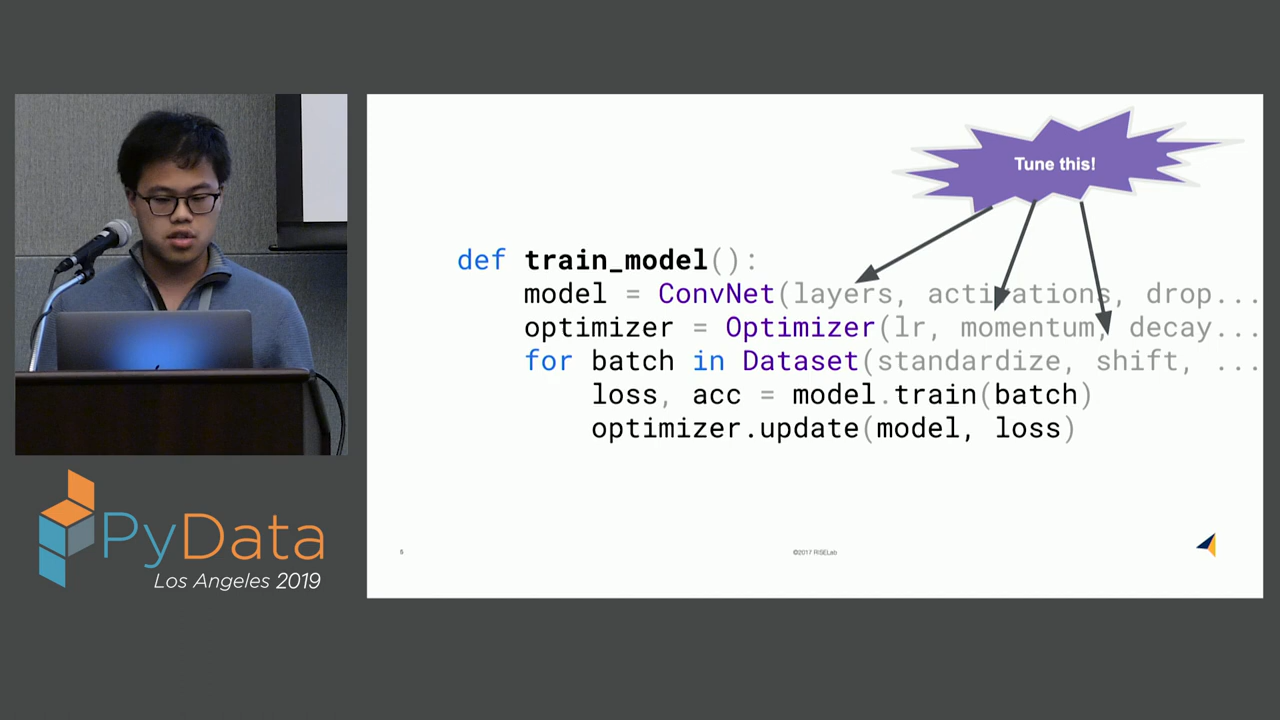 Tune this!
def train_model():
model = ConvNet(layers, activations, drop...
optimizer = Optimizer(lr, momentum, decay...
for batch in Dataset(standardize, shift, ...
loss, acc = model.train(batch)
optimizer.update(model, loss)
5
©2017 RISELab
PyData
Los Angeles 2019